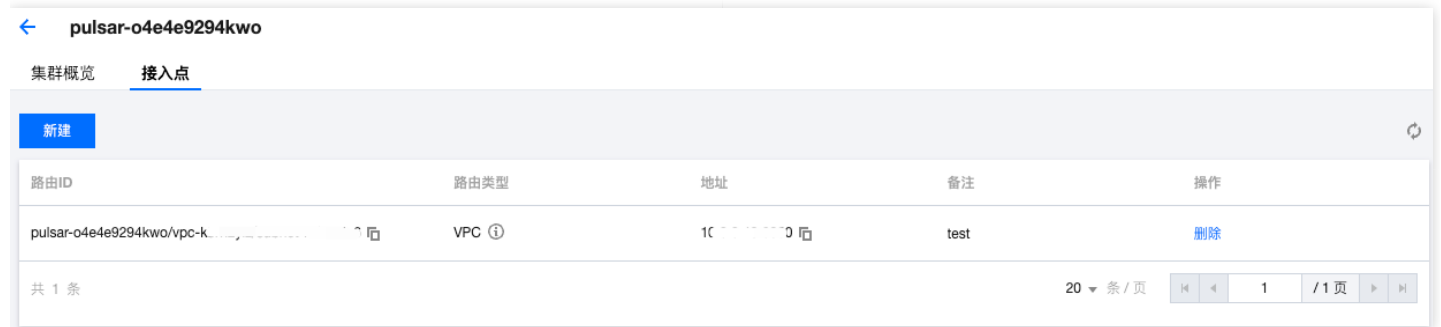 pulsar-o4e4e9294kwo
集群概览 接入点
新建
路由ID 路由类型 地址 备注 操作
pulsar-o4e4e9294kwo/vpc- VPC test 删除
共 1 条 20 条 / 页 1 / 1 页